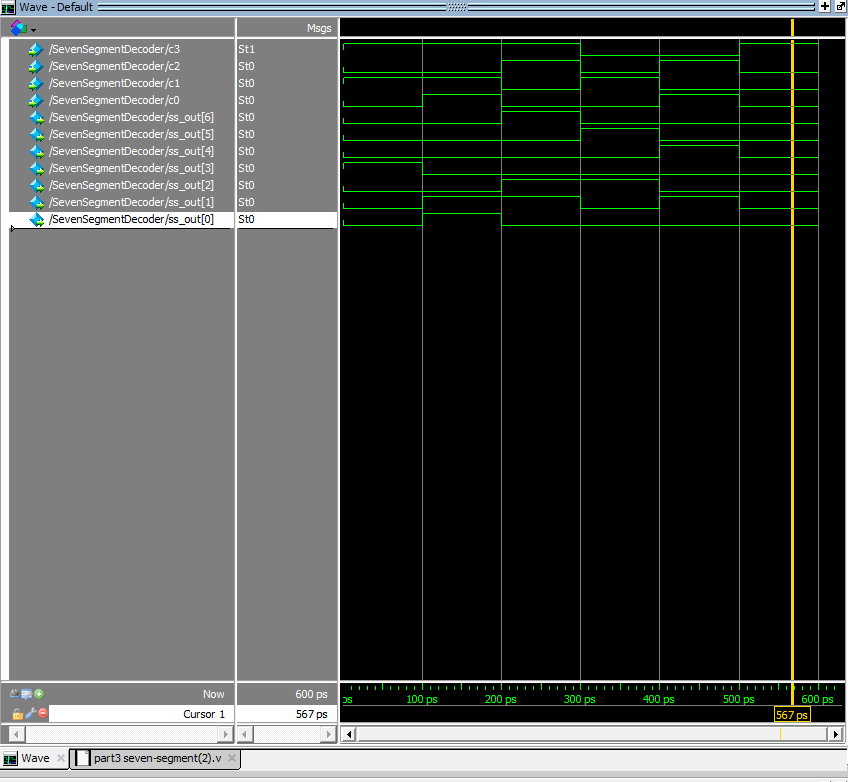 Wave - Default
Msgs
/SevenSegmentDecoder/c3 St1
/SevenSegmentDecoder/c2 St0
/SevenSegmentDecoder/c1 St0
/SevenSegmentDecoder/c0 St0
/SevenSegmentDecoder/ss_out[6] St0
/SevenSegmentDecoder/ss_out[5] St0
/SevenSegmentDecoder/ss_out[4] St0
/SevenSegmentDecoder/ss_out[3] St0
/SevenSegmentDecoder/ss_out[2] St0
/SevenSegmentDecoder/ss_out[1] St0
/SevenSegmentDecoder/ss_out[0] St0
Now 600 ps ps 100 ps 200 ps 300 ps 400 ps 500 ps 600 ps
Cursor 1 567 ps 567 ps
Wave part3 seven-segment(2).v